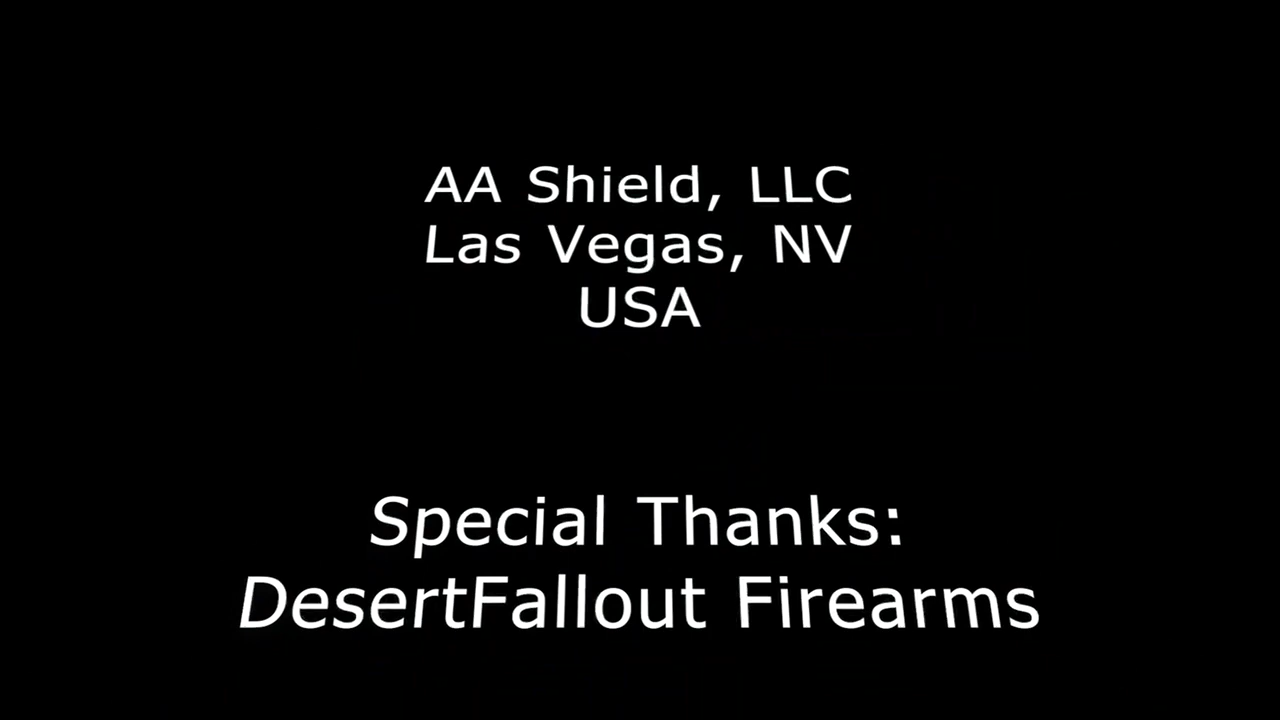 AA Shield, LLC
Las Vegas, NV
USA
Special Thanks:
DesertFallout Firearms